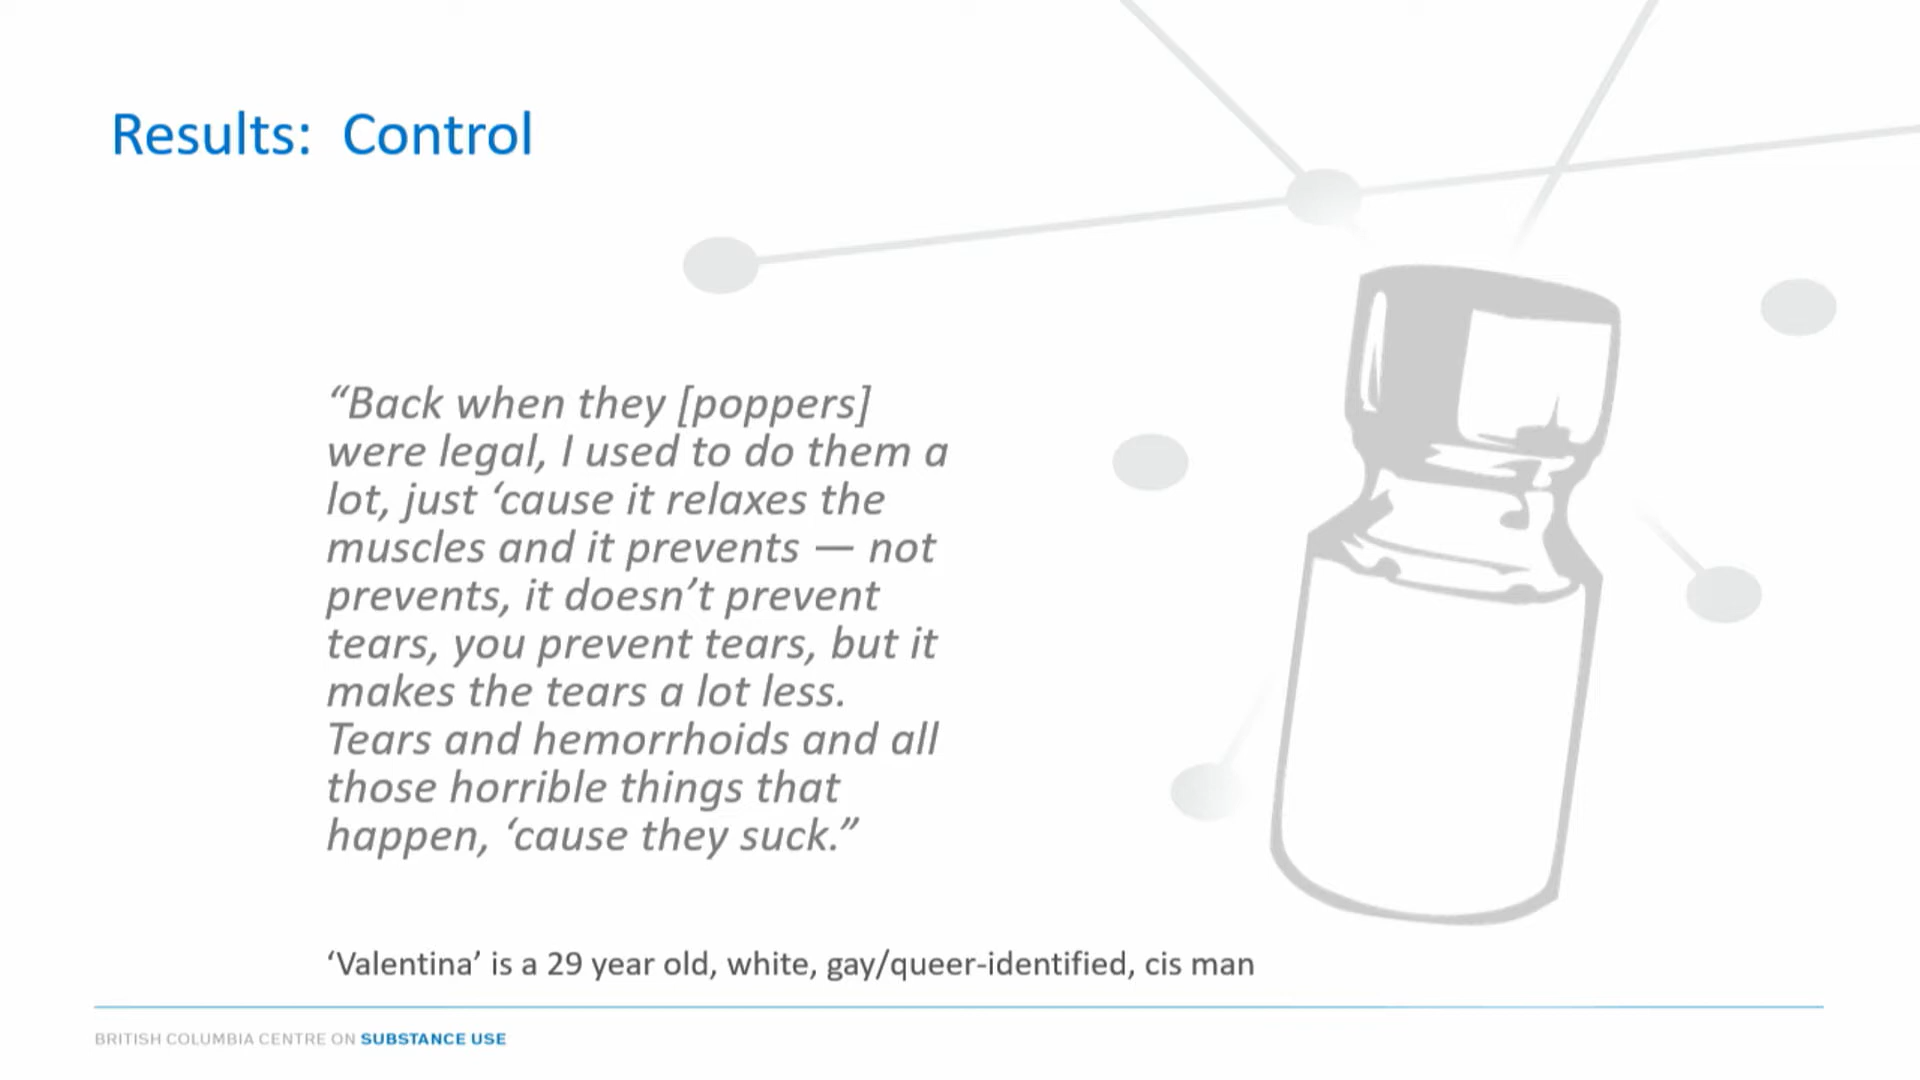 Results:  Control
“Back when they [poppers]
were legal, I used to do them a
lot, just ‘cause it relaxes the
muscles and it prevents — not
prevents, it doesn’t prevent
tears, you prevent tears, but it
makes the tears a lot less.
Tears and hemorrhoids and all
those horrible things that
happen, ‘cause they suck.”
‘Valentina’ is a 29 year old, white, gay/queer-identified, cis man
BRITISH COLUMBIA CENTRE ON SUBSTANCE USE